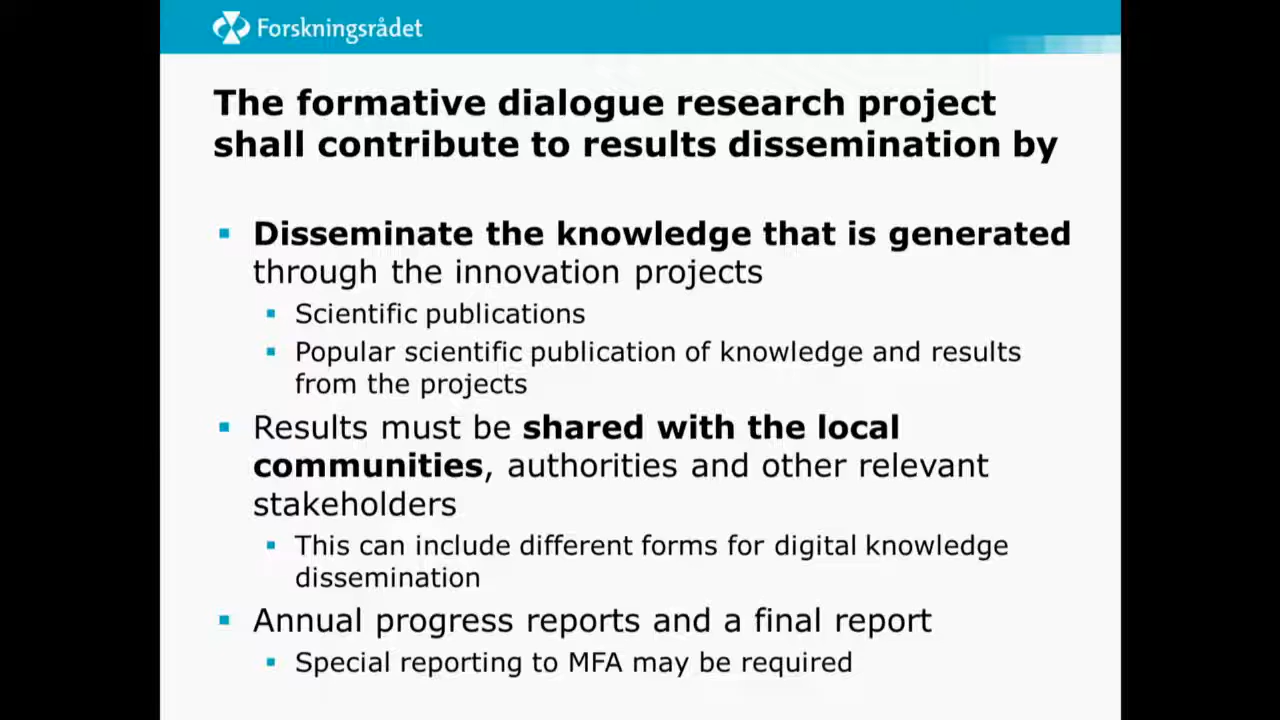 Forskningsrådet
The formative dialogue research project
shall contribute to results dissemination by
Disseminate the knowledge that is generated
through the innovation projects
Scientific publications
Popular scientific publication of knowledge and results
from the projects
Results must be shared with the local
communities, authorities and other relevant
stakeholders
This can include different forms for digital knowledge
dissemination
Annual progress reports and a final report
Special reporting to MFA may be required